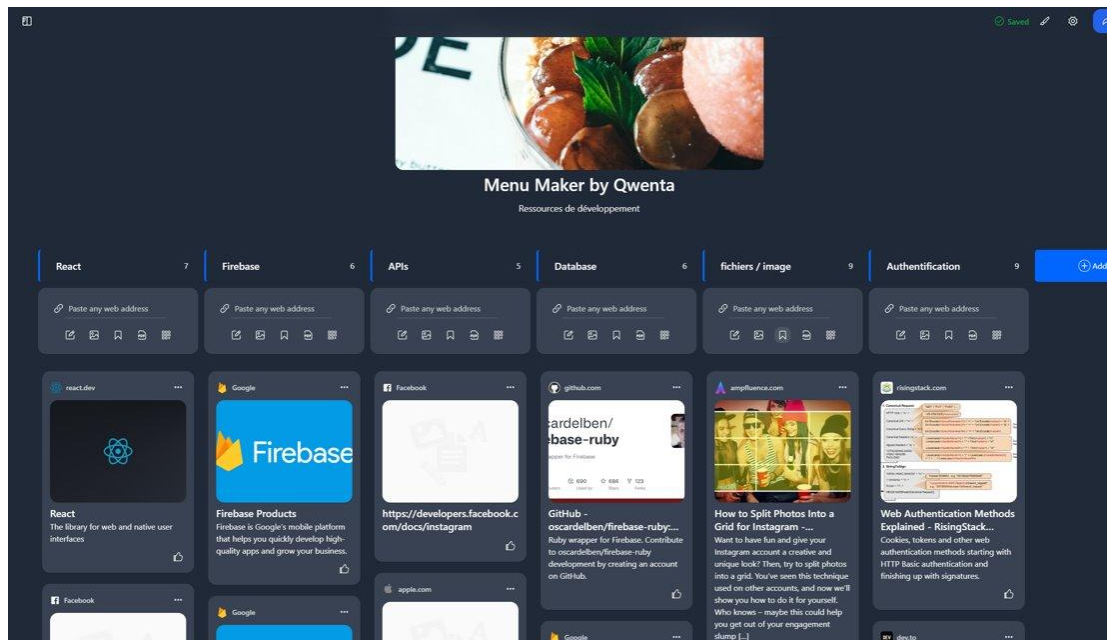 Saved
Menu Maker by Qwenta
Ressources de développement
React 7
Firebase 6
APIs 5
Database 6
fichiers / image 9
Authentification 9
Add
Paste any web address
Paste any web address
Paste any web address
Paste any web address
Paste any web address
Paste any web address
react.dev
React
The library for web and native user
interfaces
Facebook
Google
Firebase
Firebase Products
Firebase is Google's mobile platform
that helps you quickly develop high-
quality apps and grow your business.
Google
Facebook
https://developers.facebook.c
om/docs/instagram
apple.com
github.com
cardelben/
ebase-ruby
apper for Firebase
690
686
123
GitHub -
oscardelben/firebase-ruby:...
Ruby wrapper for Firebase. Contribute
to oscardelben/firebase-ruby
development by creating an account
on GitHub.
Google
ampfluence.com
How to Split Photos Into a
Grid for Instagram -...
Want to have fun and give your
Instagram account a creative and
unique look? Then, try to split photos
into a grid. You've seen this technique
used on other accounts, and now we'll
show you how to do it for yourself.
Who knows – maybe this could help
you get out of your engagement
slump [...]
risingstack.com
Web Authentication Methods
Explained - RisingStack...
Cookies, tokens and other web
authentication methods starting with
HTTP Basic authentication and
finishing up with signatures.
DEV dev.to